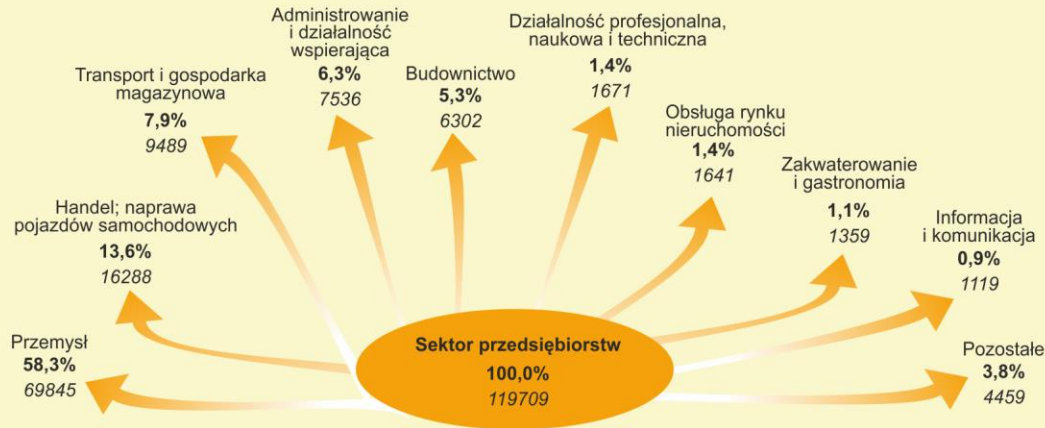 Administrowanie
i działalność
wspierająca
6,3%
7536
Działalność profesjonalna,
naukowa i techniczna
1,4%
1671
Transport i gospodarka
magazynowa
7,9%
9489
Budownictwo
5,3%
6302
Obsługa rynku
nieruchomości
1,4%
1641
Zakwaterowanie
i gastronomia
1,1%
1359
Handel; naprawa
pojazdów samochodowych
13,6%
16288
Informacja
i komunikacja
0,9%
1119
Przemysł
58,3%
69845
Sektor przedsiębiorstw
100,0%
119709
Pozostałe
3,8%
4459